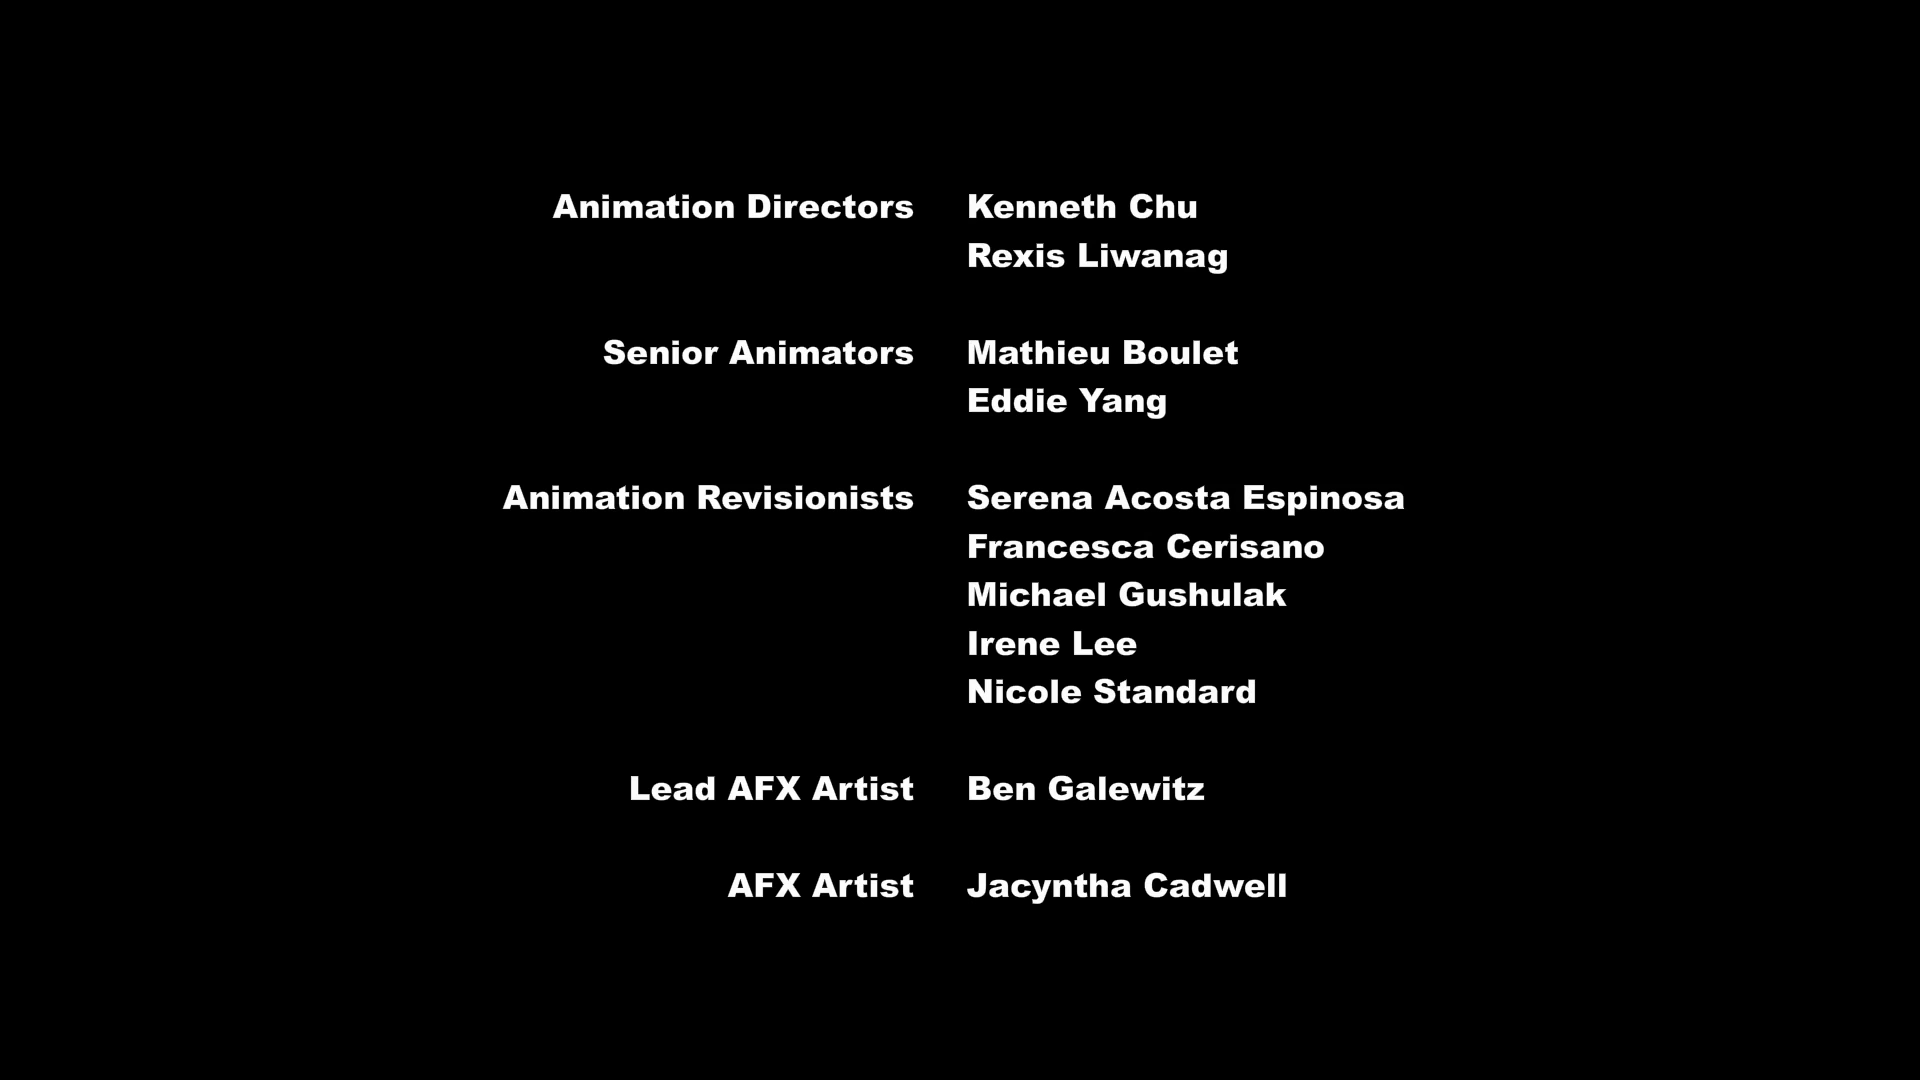 Animation Directors Kenneth Chu
Rexis Liwanag
Senior Animators Mathieu Boulet
Eddie Yang
Animation Revisionists Serena Acosta Espinosa
Francesca Cerisano
Michael Gushulak
Irene Lee
Nicole Standard
Lead AFX Artist Ben Galewitz
AFX Artist Jacyntha Cadwell